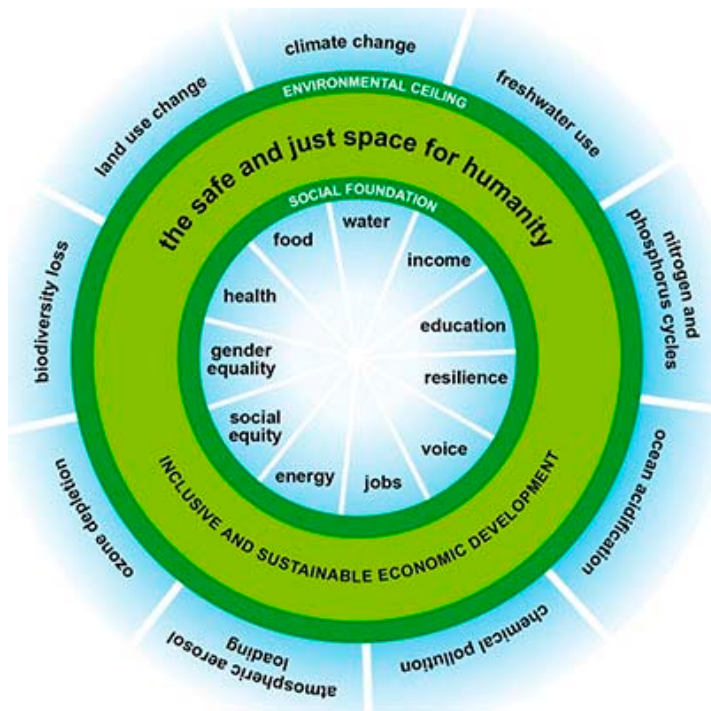 climate change
freshwater use
nitrogen and
phosphorus cycles
ocean acidification
chemical pollution
atmospheric aerosol
loading
ozone depletion
biodiversity loss
land use change
ENVIRONMENTAL CEILING
the safe and just space for humanity
SOCIAL FOUNDATION
water
income
education
resilience
voice
jobs
energy
social
equity
gender
equality
health
food
INCLUSIVE AND SUSTAINABLE ECONOMIC DEVELOPMENT